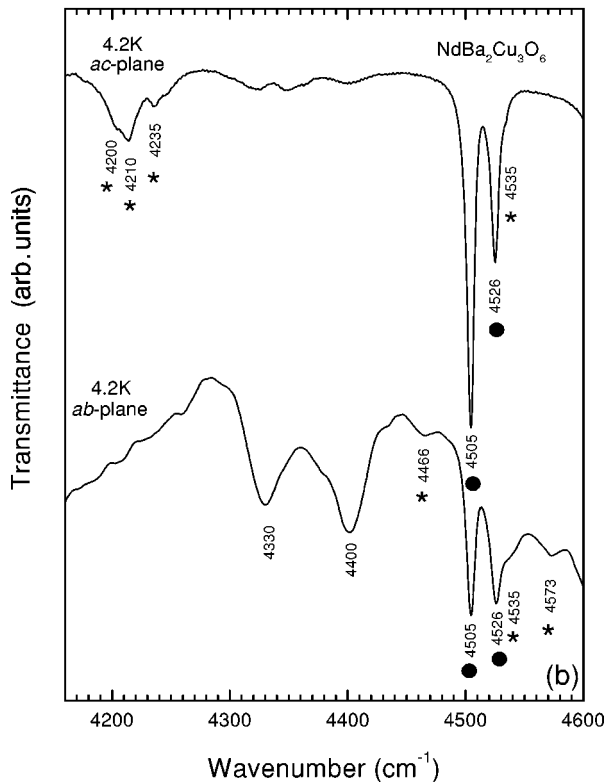 4.2K
ac-plane
NdBa₂Cu₃O₆
* 4200
* 4210
* 4235
* 4535
4526
●
4505
●
4.2K
ab-plane
4330
4400
* 4466
4505
●
4526
●
* 4535
* 4573
(b)
4200 4300 4400 4500 4600
Wavenumber (cm⁻¹)
Transmittance (arb. units)